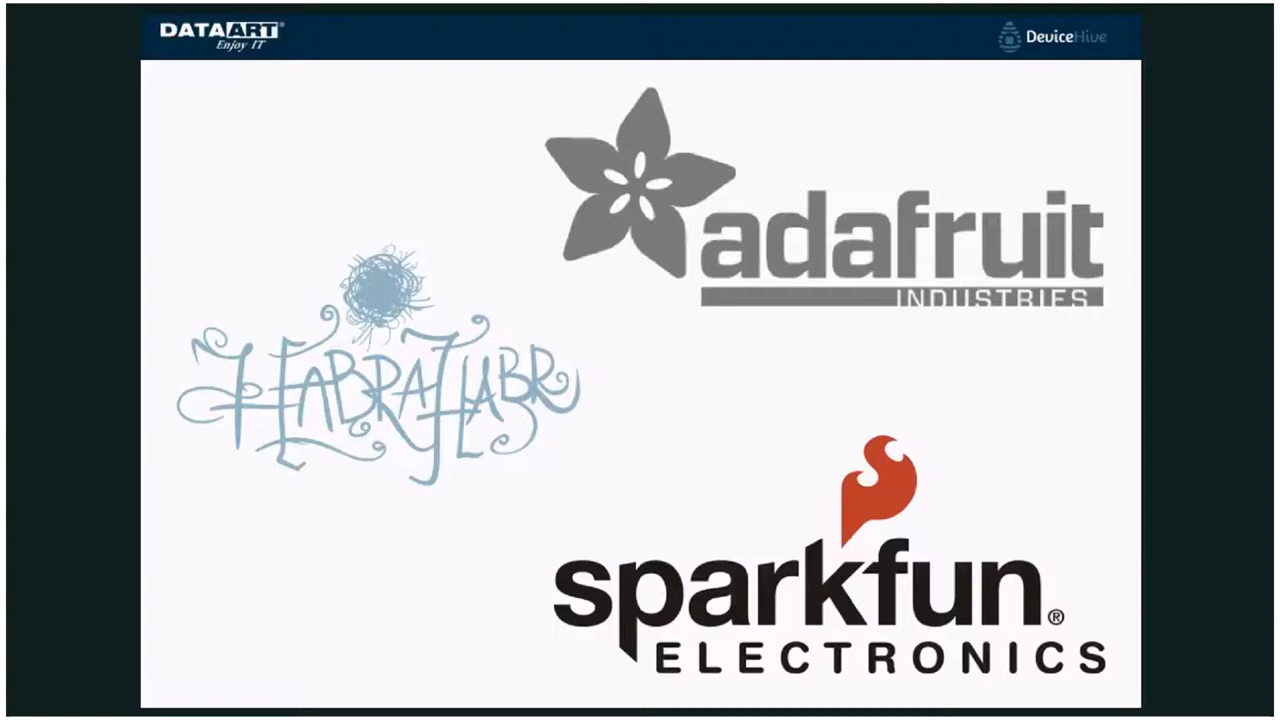 DATAART®
Enjoy IT
DeviceHive
adafruit
INDUSTRIES
HABRAHABR
sparkfun®
ELECTRONICS